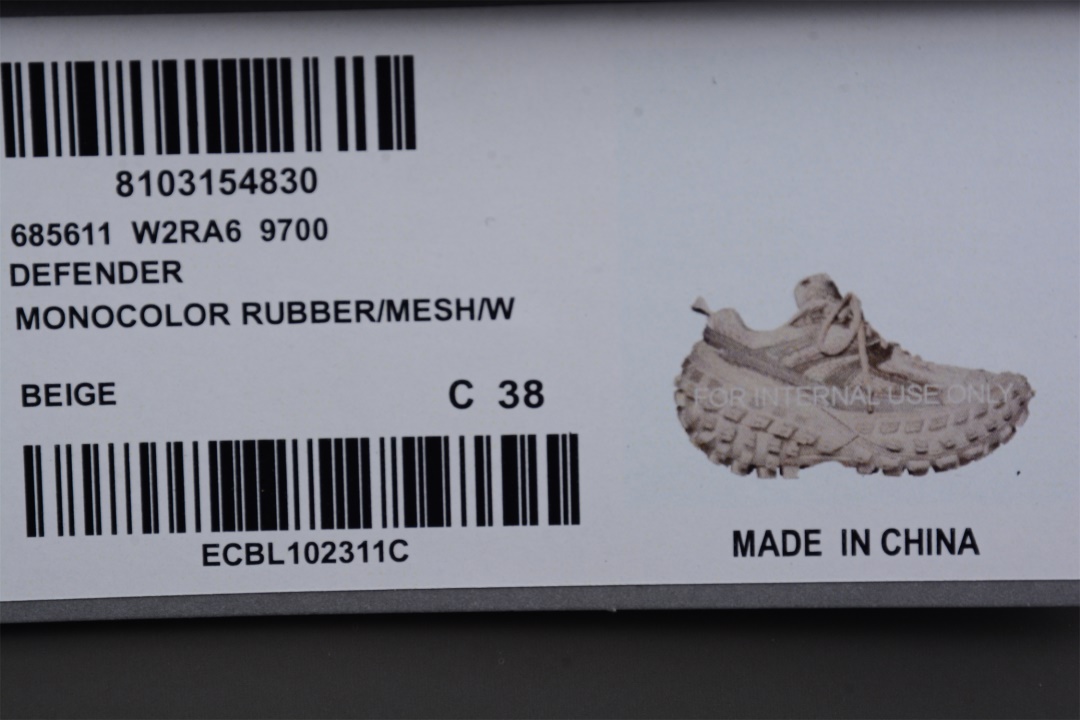 8103154830
685611 W2RA6 9700
DEFENDER
MONOCOLOR RUBBER/MESH/W
BEIGE C 38
ECBL102311C
FOR INTERNAL USE ONLY
MADE IN CHINA